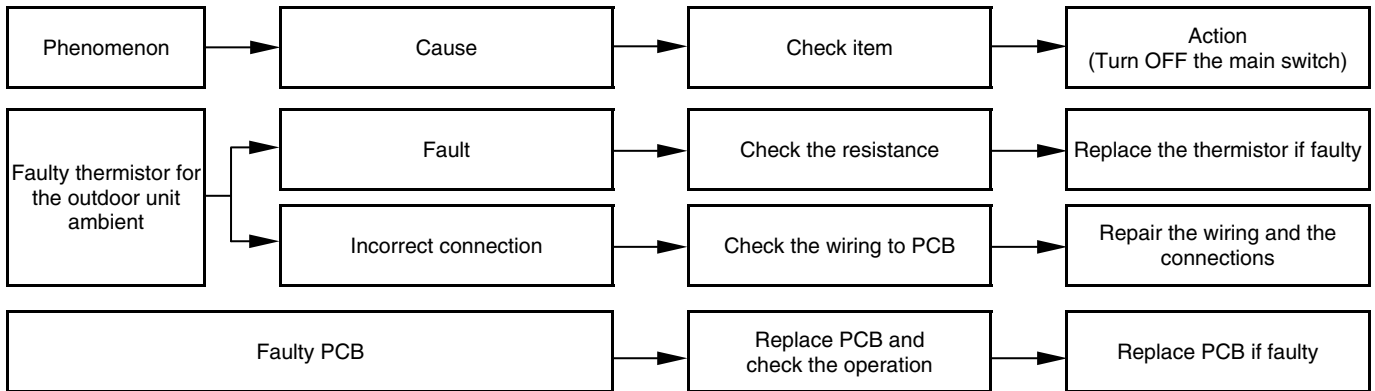 Phenomenon
Cause
Check item
Action
(Turn OFF the main switch)
Faulty thermistor for
the outdoor unit
ambient
Fault
Check the resistance
Replace the thermistor if faulty
Incorrect connection
Check the wiring to PCB
Repair the wiring and the
connections
Faulty PCB
Replace PCB and
check the operation
Replace PCB if faulty